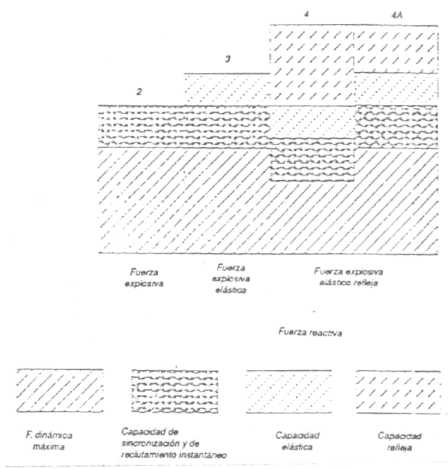 4
4A
3
2
Fuerza
explosiva
Fuerza
explosiva
elástica
Fuerza explosiva
elástico refleja
Fuerza reactiva
F. dinámica
máxima
Capacidad de
sincronización y de
reclutamiento instantáneo
Capacidad
elástica
Capacidad
refleja